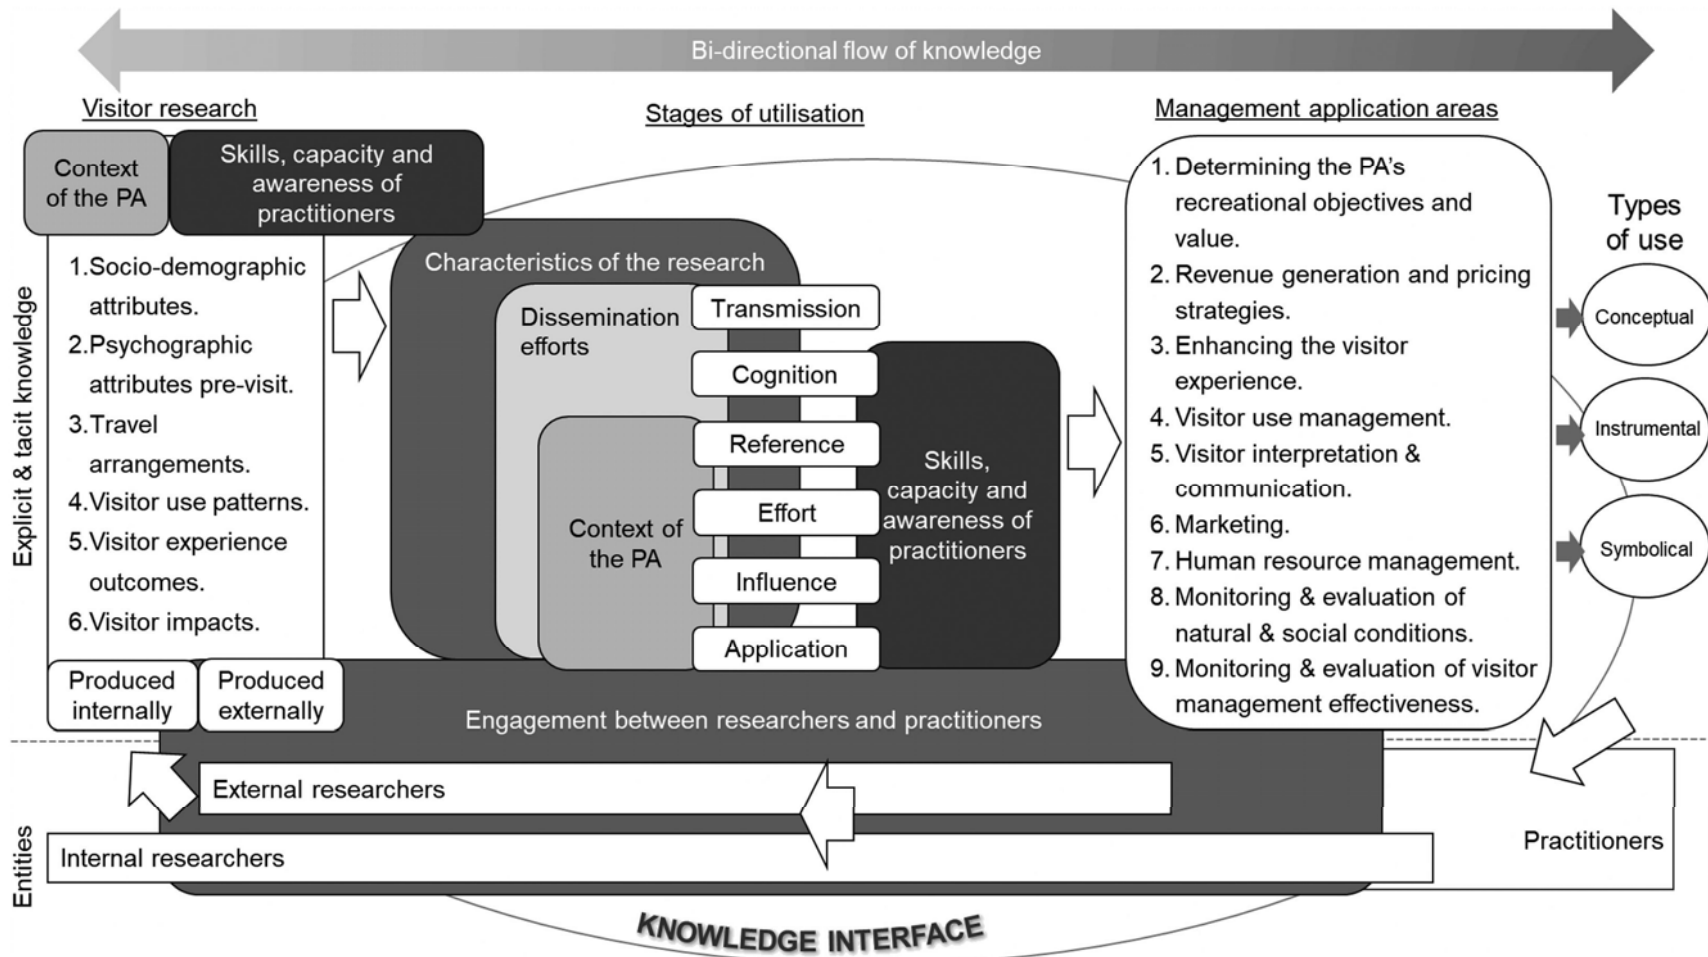 Bi-directional flow of knowledge
Visitor research
Stages of utilisation
Management application areas
Context
of the PA
Skills, capacity and
awareness of
practitioners
Explicit & tacit knowledge
1.Socio-demographic
attributes.
2.Psychographic
attributes pre-visit.
3.Travel
arrangements.
4.Visitor use patterns.
5.Visitor experience
outcomes.
6.Visitor impacts.
Produced
internally
Produced
externally
Characteristics of the research
Dissemination
efforts
Context of
the PA
Transmission
Cognition
Reference
Effort
Influence
Application
Skills,
capacity and
awareness of
practitioners
1. Determining the PA's
recreational objectives and
value.
2. Revenue generation and pricing
strategies.
3. Enhancing the visitor
experience.
4. Visitor use management.
5. Visitor interpretation &
communication.
6. Marketing.
7. Human resource management.
8. Monitoring & evaluation of
natural & social conditions.
9. Monitoring & evaluation of visitor
management effectiveness.
Types
of use
Conceptual
Instrumental
Symbolical
Engagement between researchers and practitioners
Entities
External researchers
Internal researchers
Practitioners
KNOWLEDGE INTERFACE